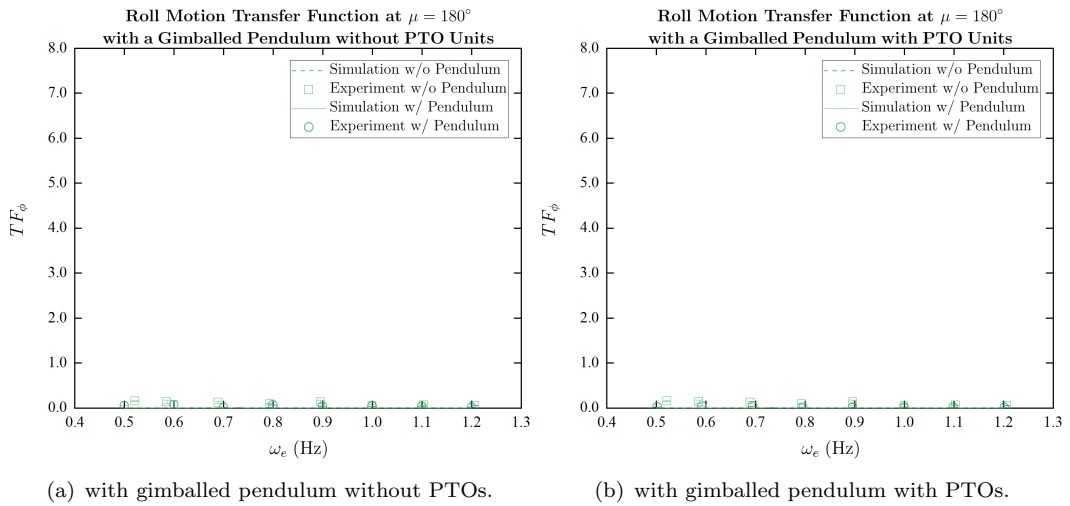 Roll Motion Transfer Function at μ = 180°
with a Gimballed Pendulum without PTO Units
8.0
7.0
6.0
5.0
4.0
3.0
2.0
1.0
0.0
TF_ϕ
Simulation w/o Pendulum
Experiment w/o Pendulum
Simulation w/ Pendulum
Experiment w/ Pendulum
0.4 0.5 0.6 0.7 0.8 0.9 1.0 1.1 1.2 1.3
ω_e (Hz)
(a) with gimballed pendulum without PTOs.
Roll Motion Transfer Function at μ = 180°
with a Gimballed Pendulum with PTO Units
8.0
7.0
6.0
5.0
4.0
3.0
2.0
1.0
0.0
TF_ϕ
Simulation w/o Pendulum
Experiment w/o Pendulum
Simulation w/ Pendulum
Experiment w/ Pendulum
0.4 0.5 0.6 0.7 0.8 0.9 1.0 1.1 1.2 1.3
ω_e (Hz)
(b) with gimballed pendulum with PTOs.